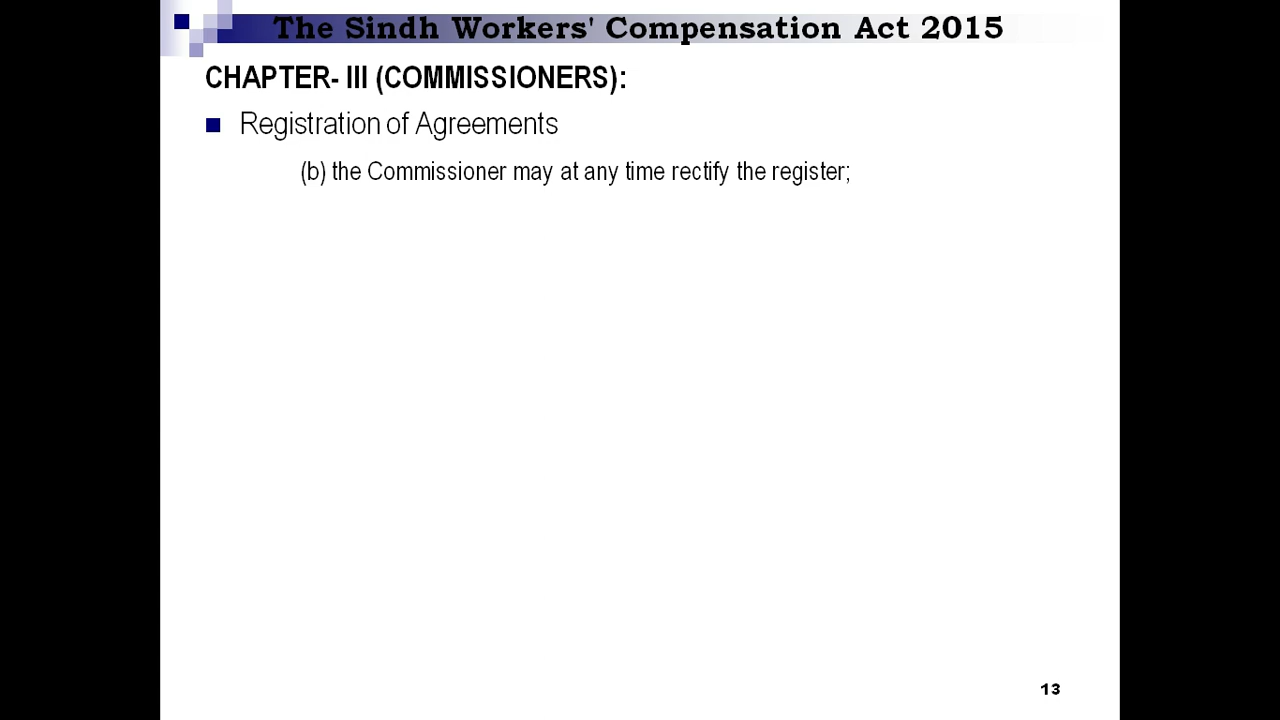 The Sindh Workers' Compensation Act 2015
CHAPTER- III (COMMISSIONERS):
Registration of Agreements
(b) the Commissioner may at any time rectify the register;
13